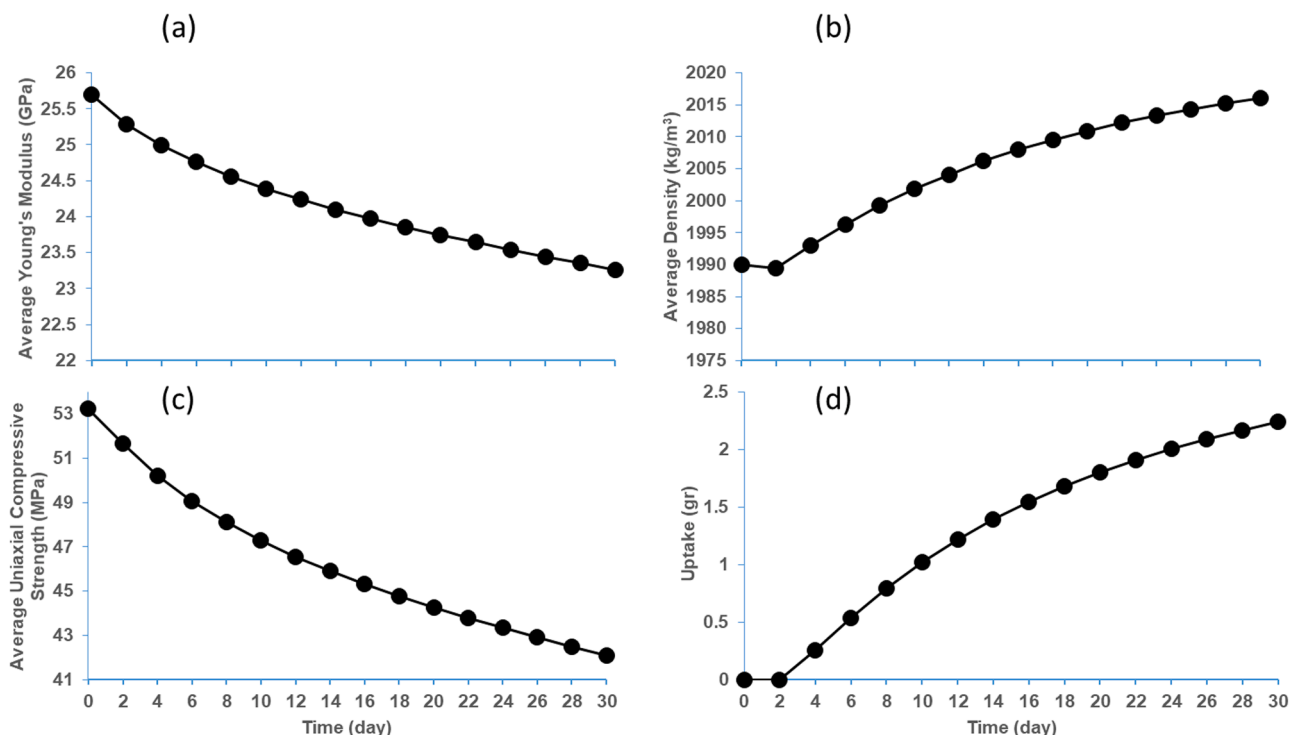 (a)
Average Young's Modulus (GPa)
26
25.5
25
24.5
24
23.5
23
22.5
22
(b)
Average Density (kg/m³)
2020
2015
2010
2005
2000
1995
1990
1985
1980
1975
(c)
Average Uniaxial Compressive
Strength (MPa)
53
51
49
47
45
43
41
0 2 4 6 8 10 12 14 16 18 20 22 24 26 28 30
Time (day)
(d)
Uptake (gr)
2.5
2
1.5
1
0.5
0
0 2 4 6 8 10 12 14 16 18 20 22 24 26 28 30
Time (day)